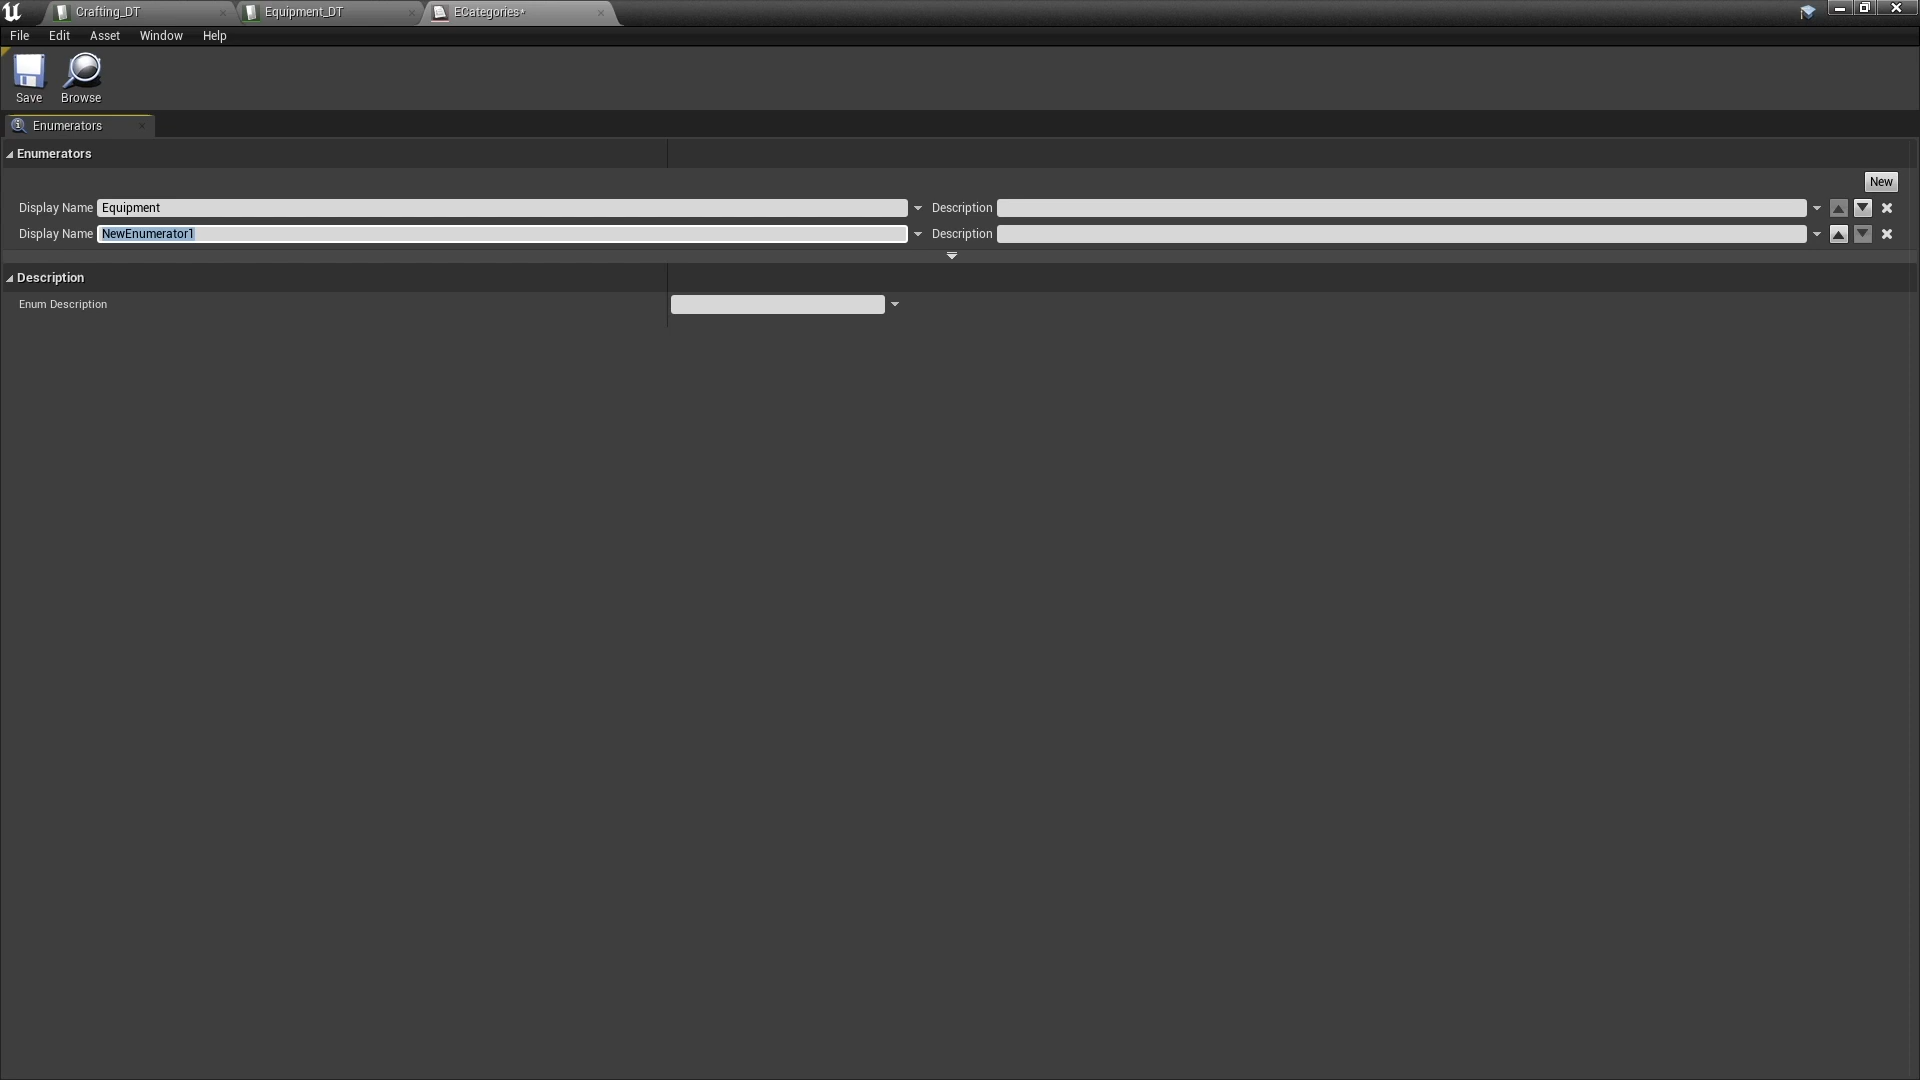 Crafting_DT Equipment_DT ECategories*
File Edit Asset Window Help
Save Browse
Enumerators
Enumerators
New
Display Name Equipment Description
Display Name NewEnumerator1 Description
Description
Enum Description